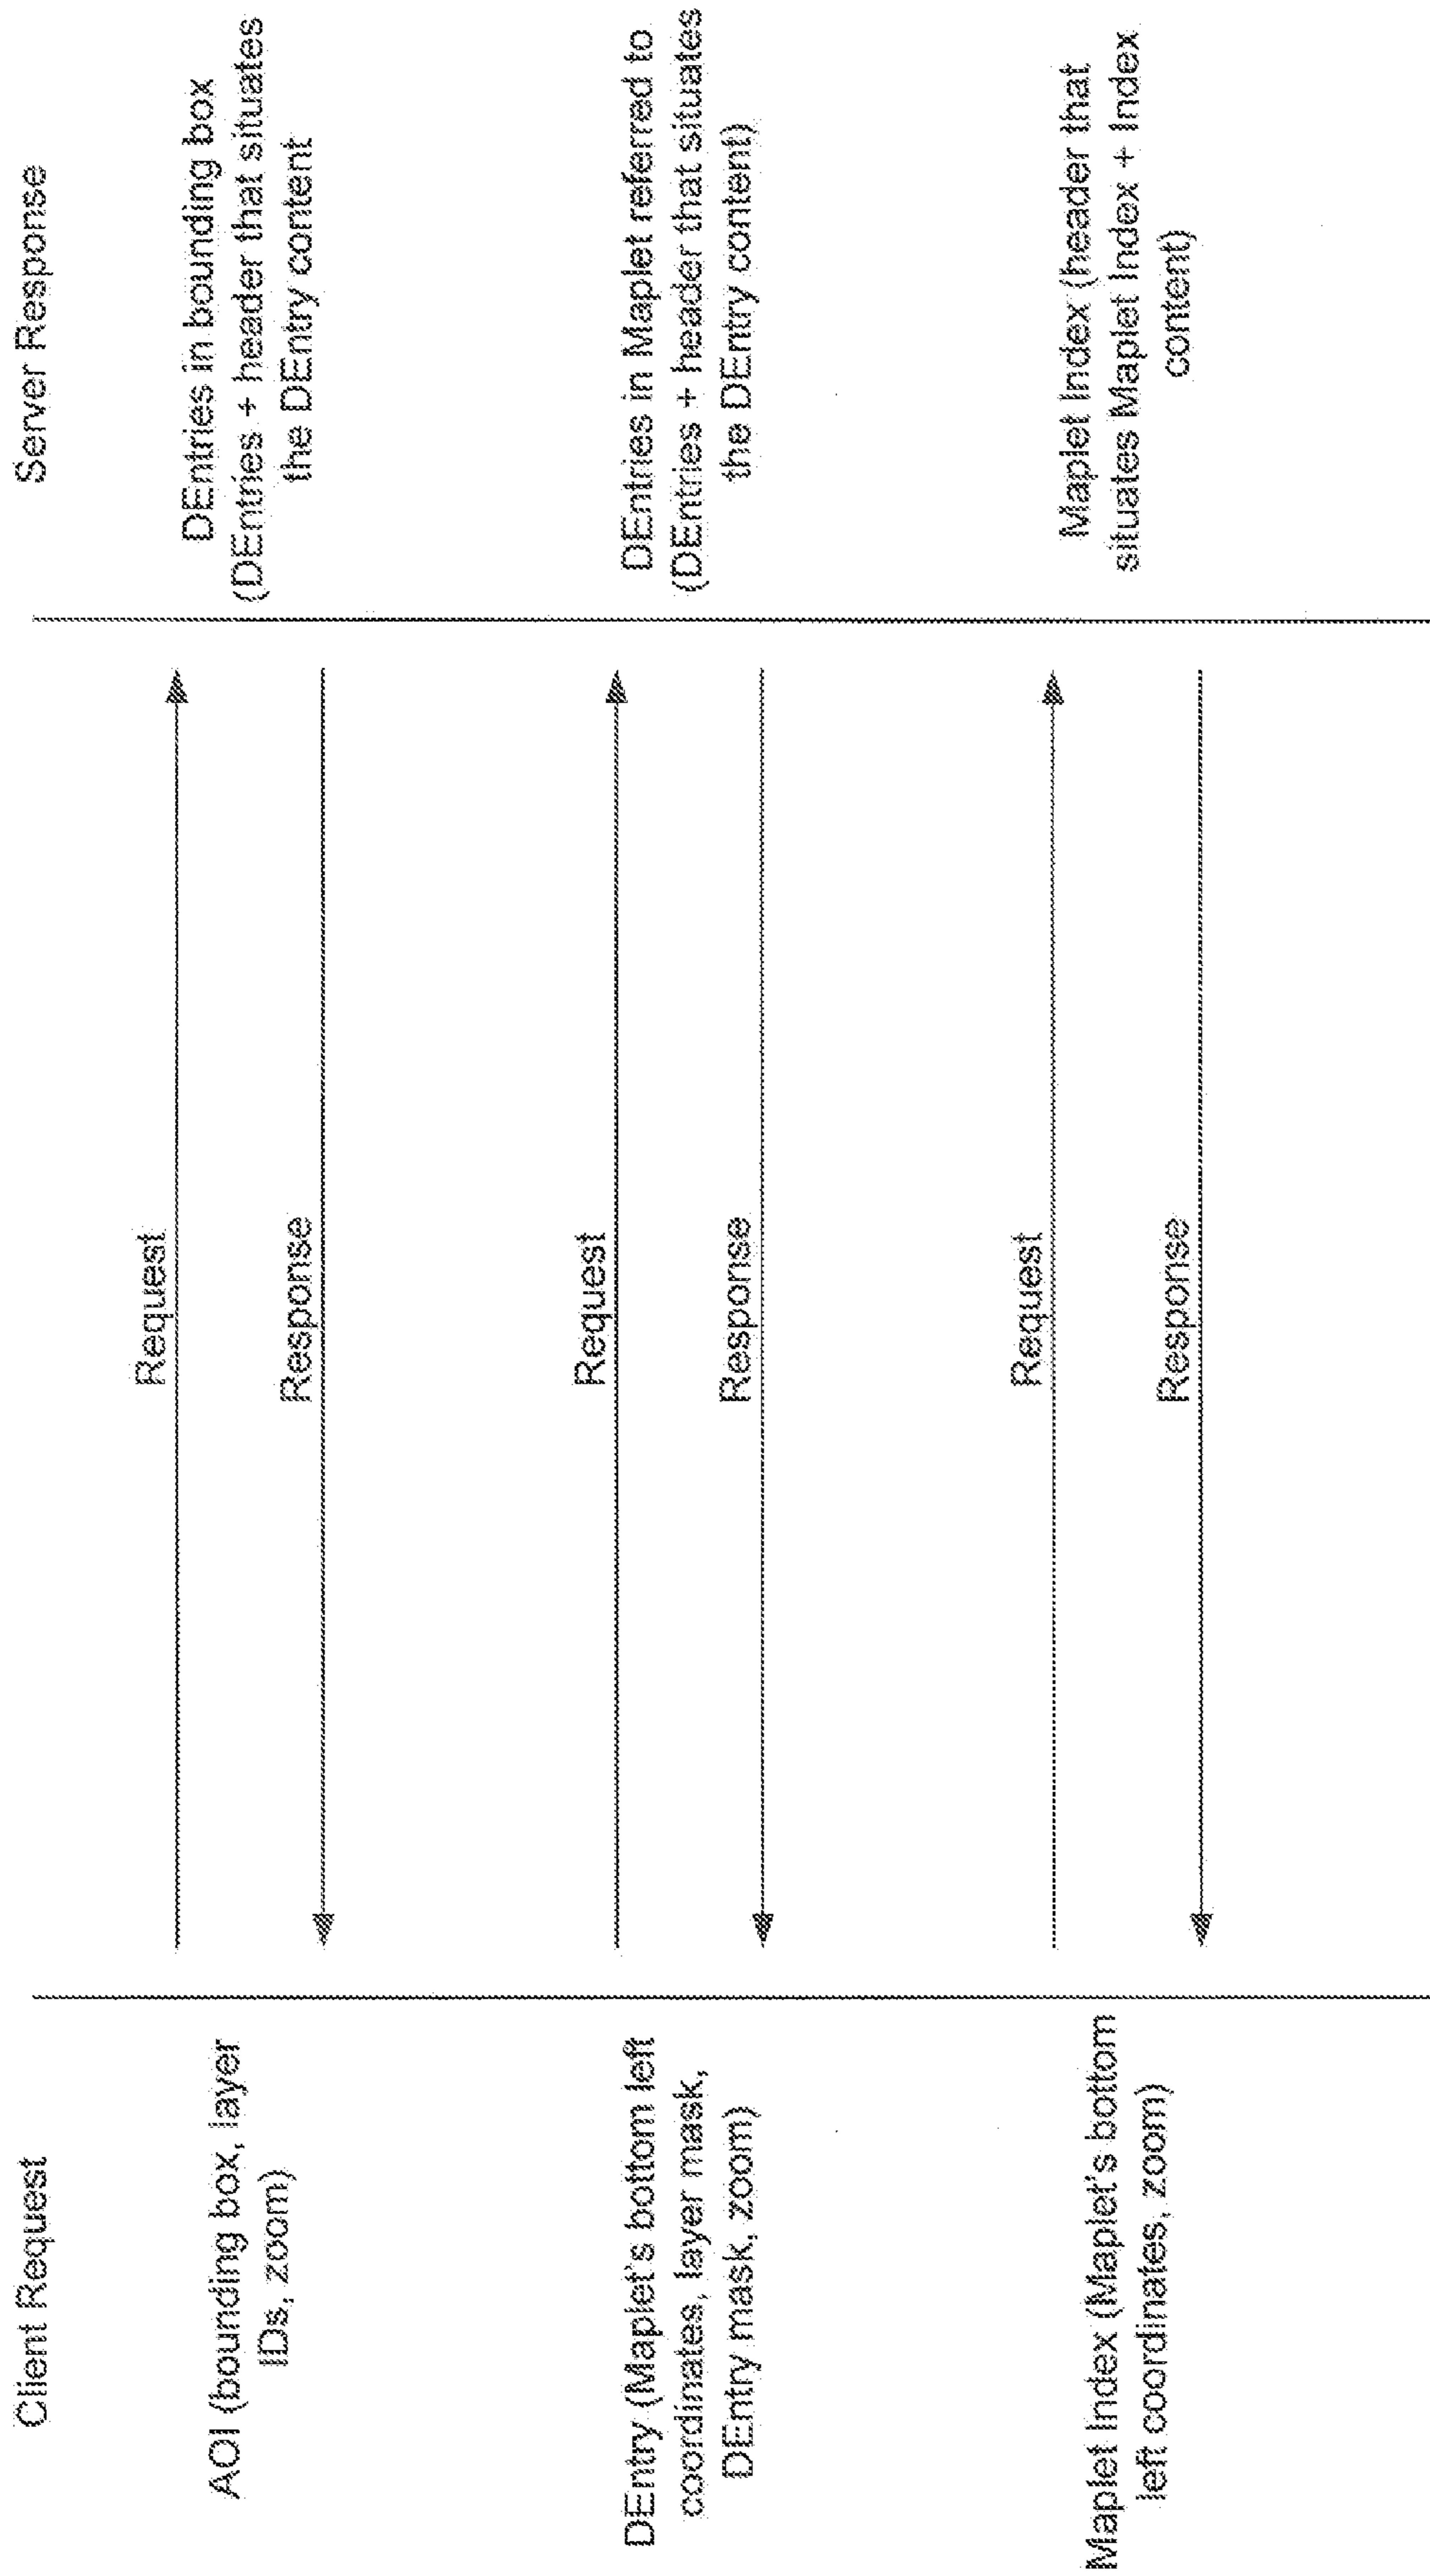 Client Request
Server Response
AOI (bounding box, layer
IDs, zoom)
Request
Response
DEntries in bounding box
(DEntries + header that situates
the DEntry content
DEntry (Maplet's bottom left
coordinates, layer mask,
DEntry mask, zoom)
Request
Response
DEntries in Maplet referred to
(DEntries + header that situates
the DEntry content)
Maplet Index (Maplet's bottom
left coordinates, zoom)
Request
Response
Maplet Index (header that
situates Maplet Index + Index
content)